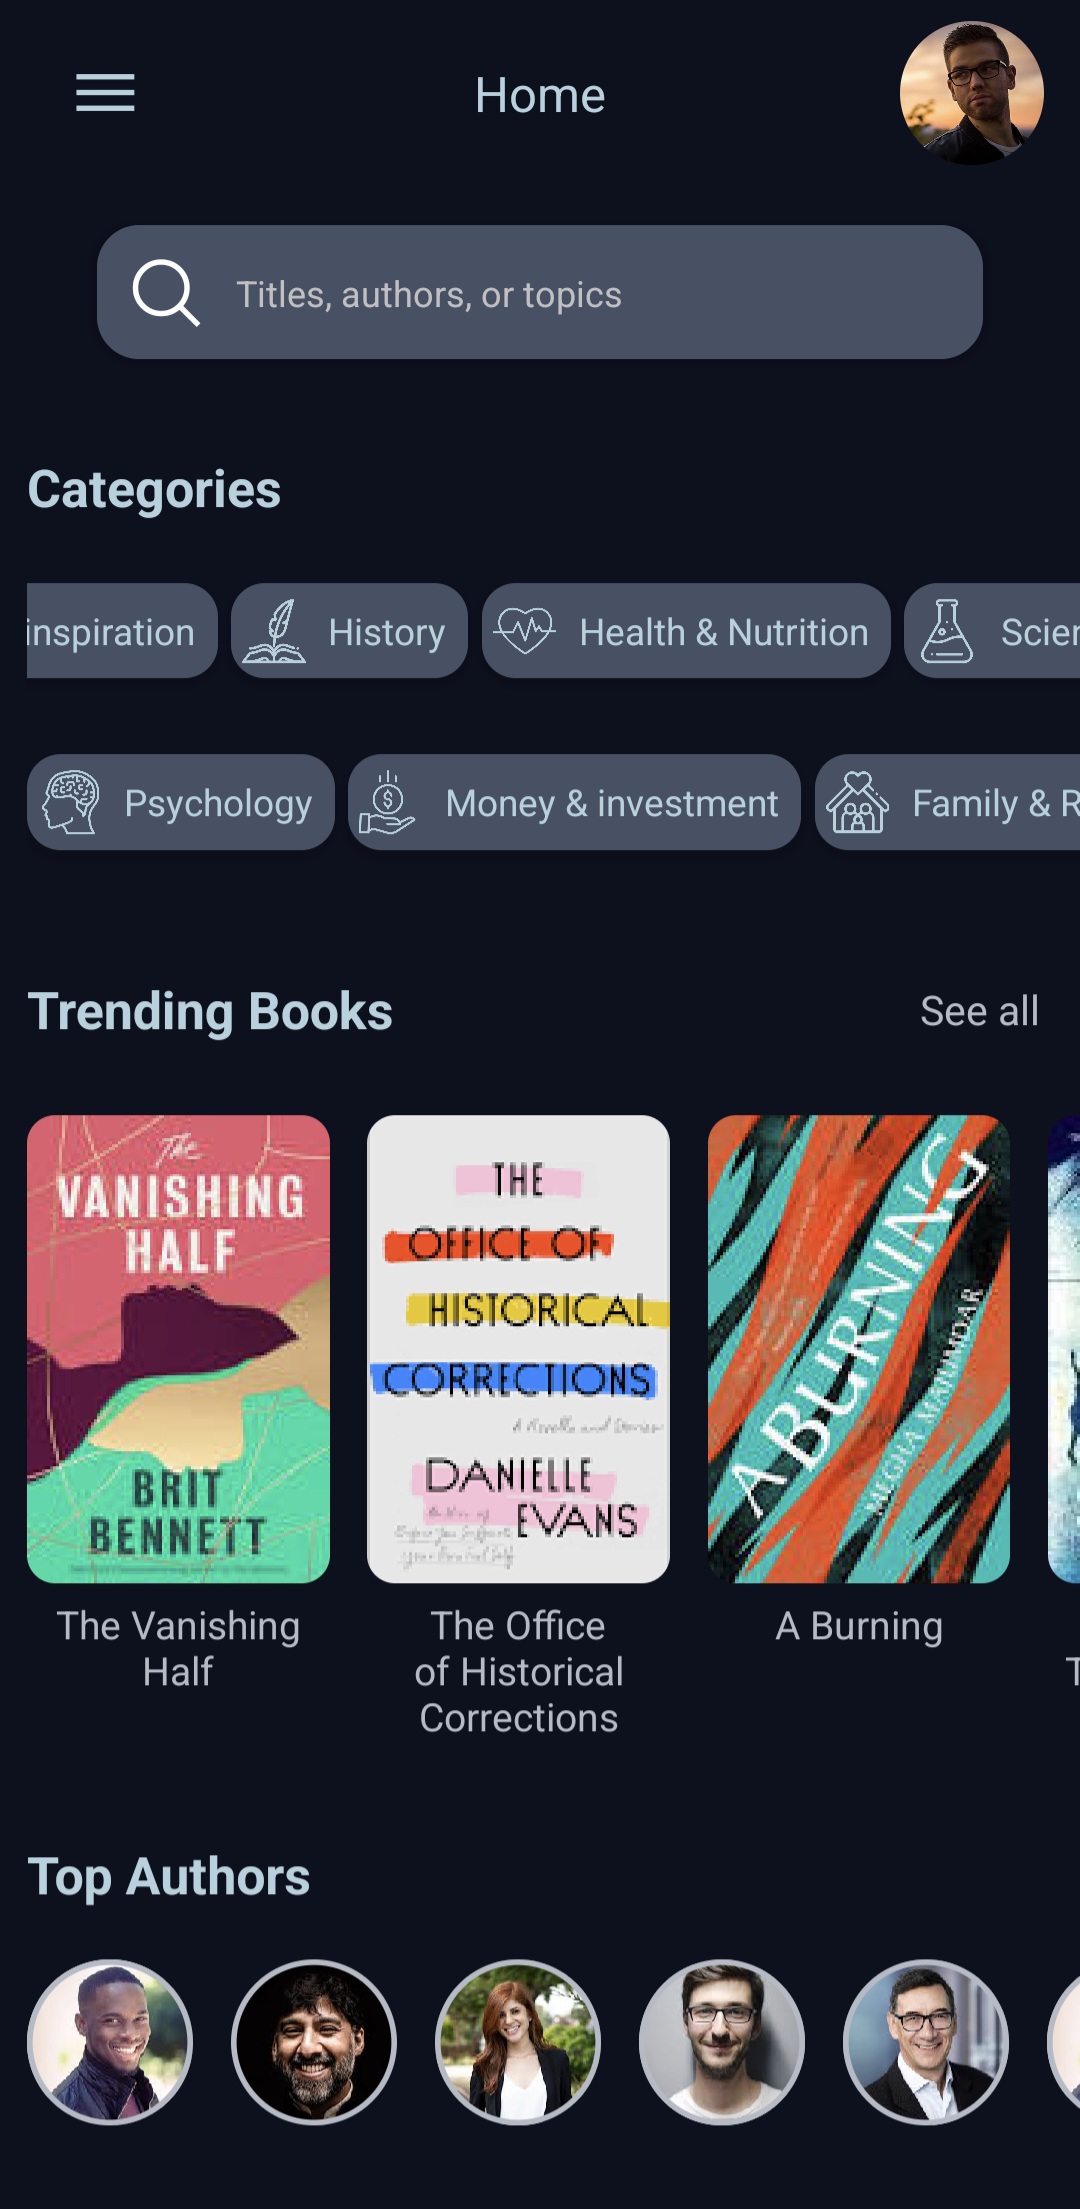 Home
Titles, authors, or topics
Categories
inspiration
History
Health & Nutrition
Psychology
Money & investment
Family &
Trending Books
See all
The
VANISHING
HALF
BRIT
BENNETT
THE
OFFICE OF
HISTORICAL
CORRECTIONS
A Novella and Stories
DANIELLE
EVANS
A BURNING
MEGHA MAJUMDAR
The Vanishing
Half
The Office
of Historical
Corrections
A Burning
Top Authors